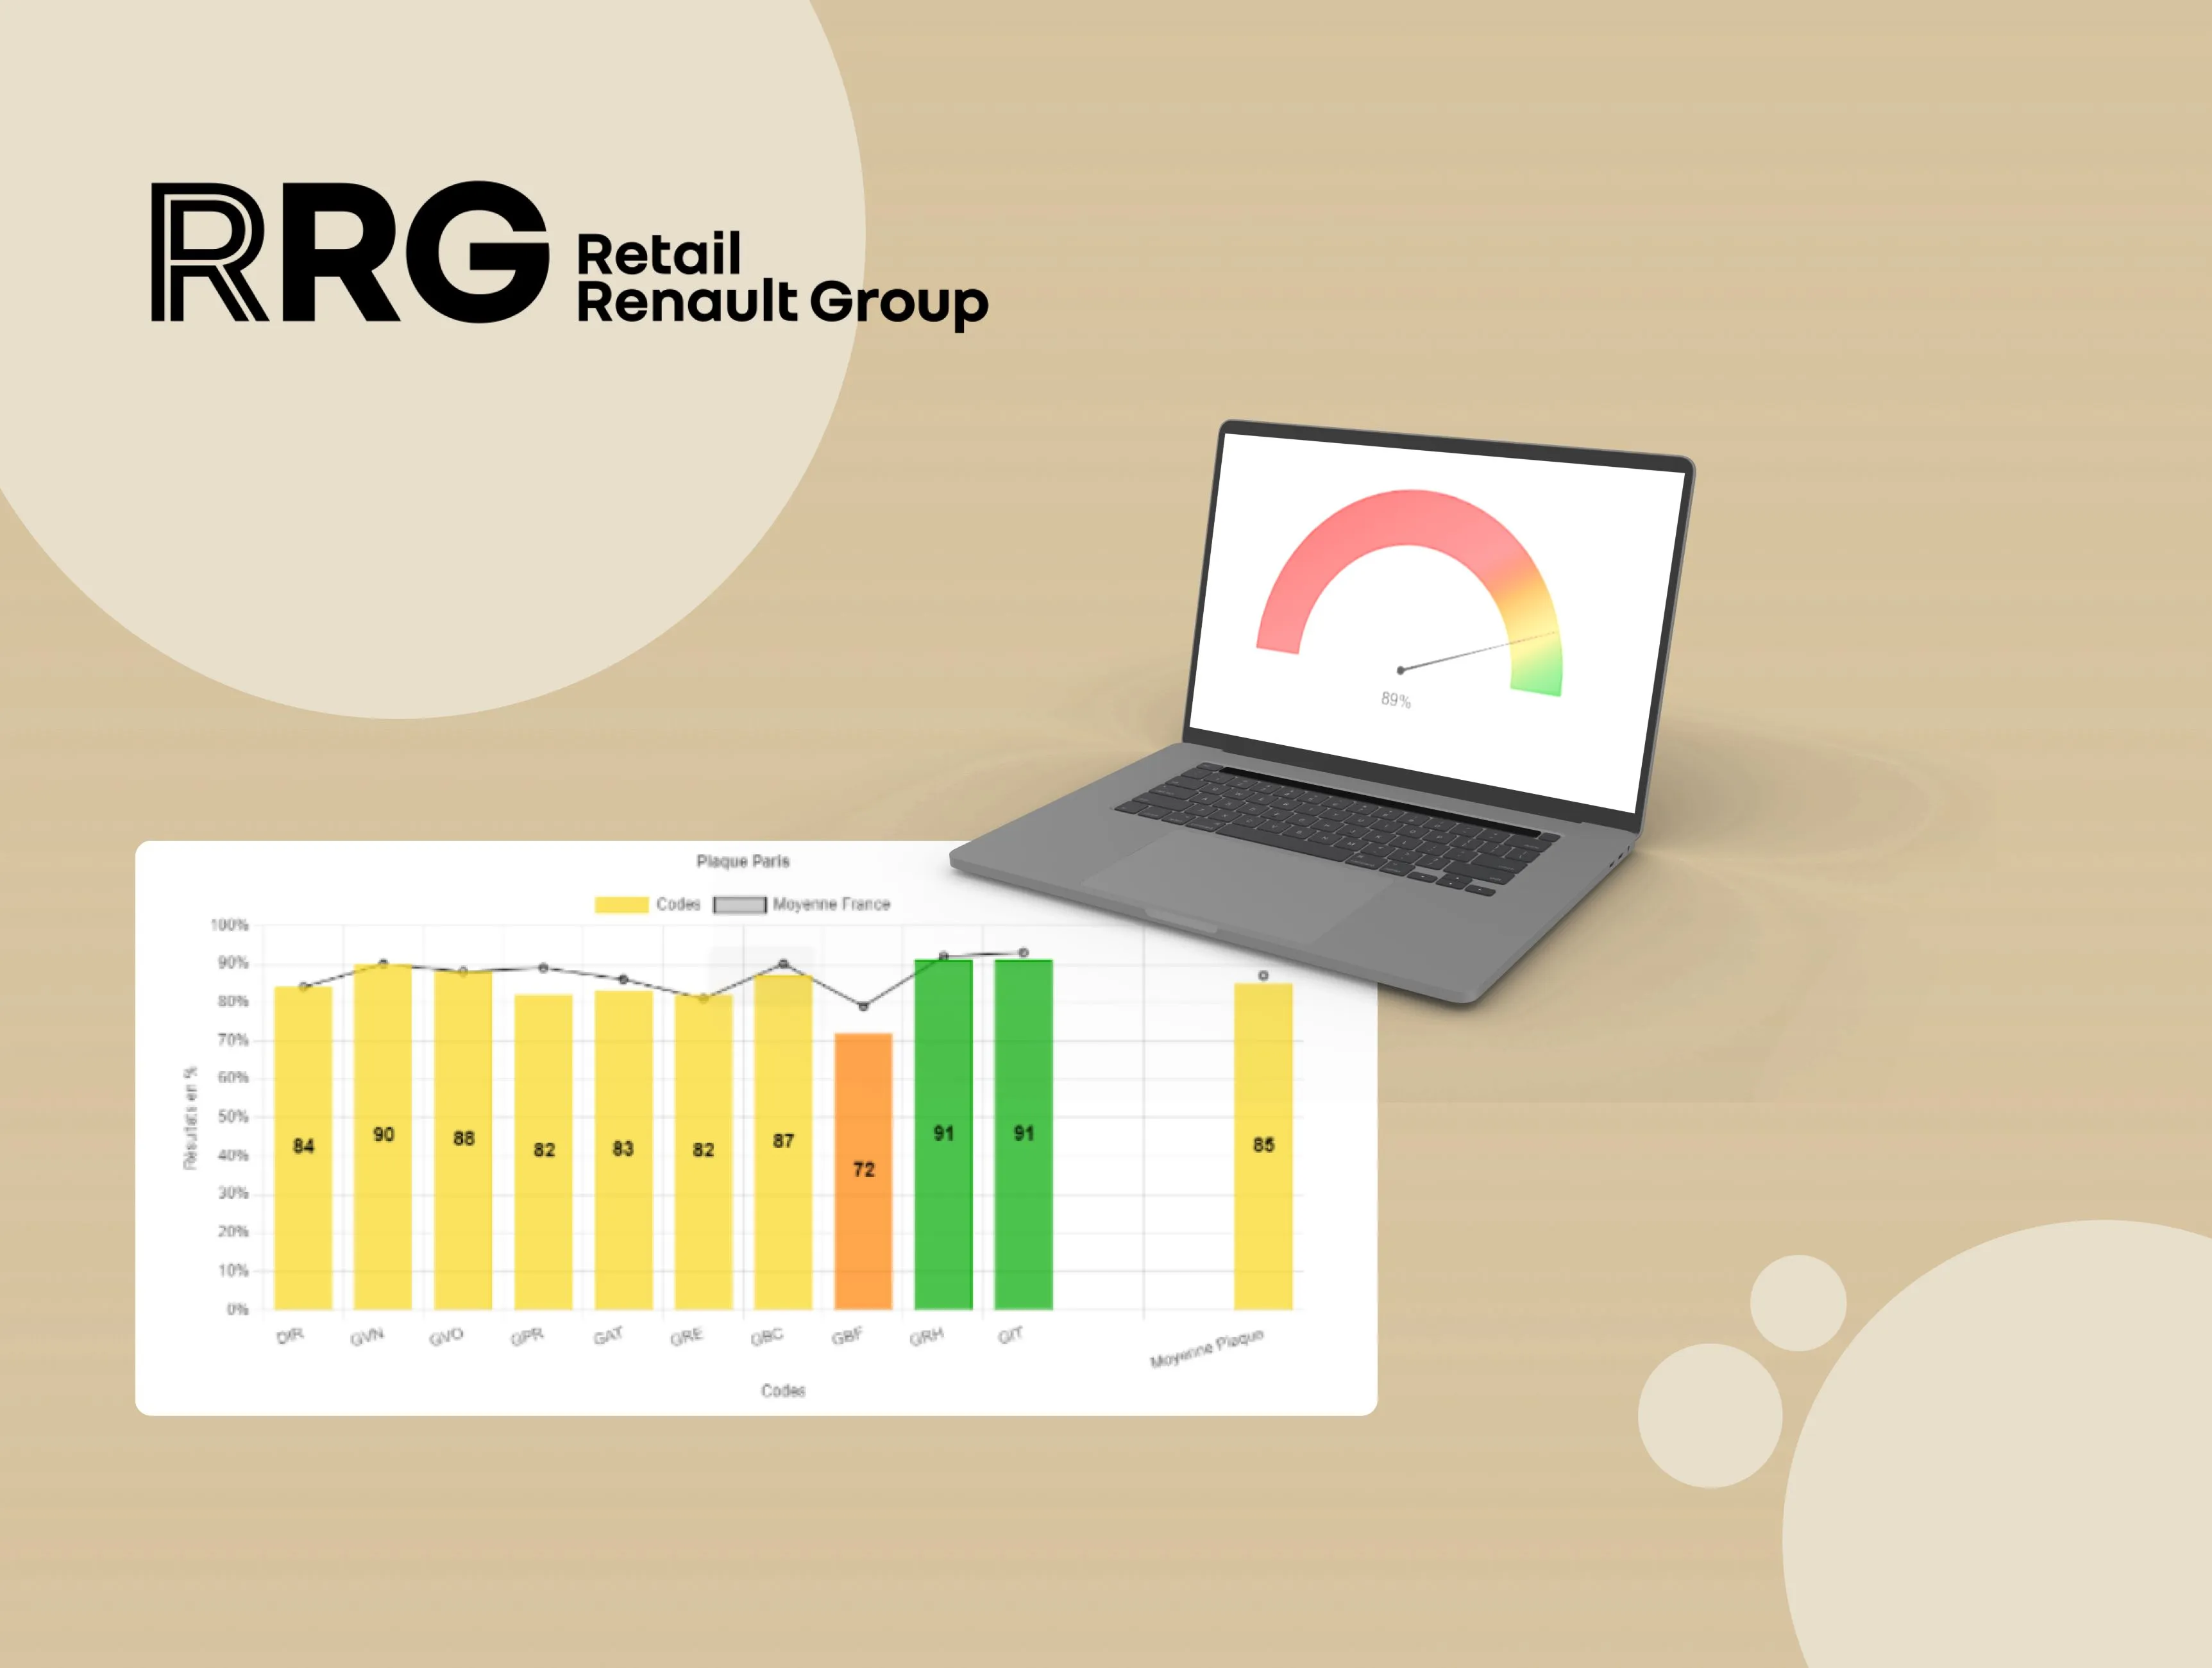 RRG
Retail
Renault Group
89%
Plaque Paris
Codes Moyenne France
100%
90%
80%
70%
60%
50%
40%
30%
20%
10%
0%
Résultats en %
84 90 88 82 83 82 87 72 91 91 85
DIR GVN GVO GPR GAT GRE GBC GBF GRH GIT Moyenne Plaque
Codes